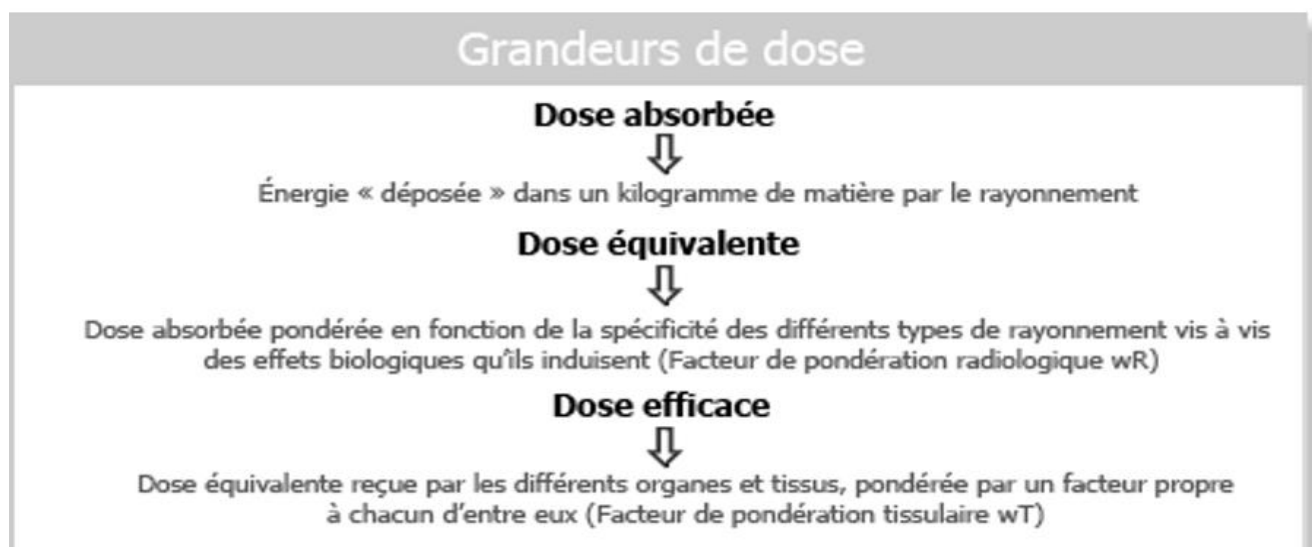 Grandeurs de dose
Dose absorbée
Énergie « déposée » dans un kilogramme de matière par le rayonnement
Dose équivalente
Dose absorbée pondérée en fonction de la spécificité des différents types de rayonnement vis à vis
des effets biologiques qu'ils induisent (Facteur de pondération radiologique wR)
Dose efficace
Dose équivalente reçue par les différents organes et tissus, pondérée par un facteur propre
à chacun d'entre eux (Facteur de pondération tissulaire wT)